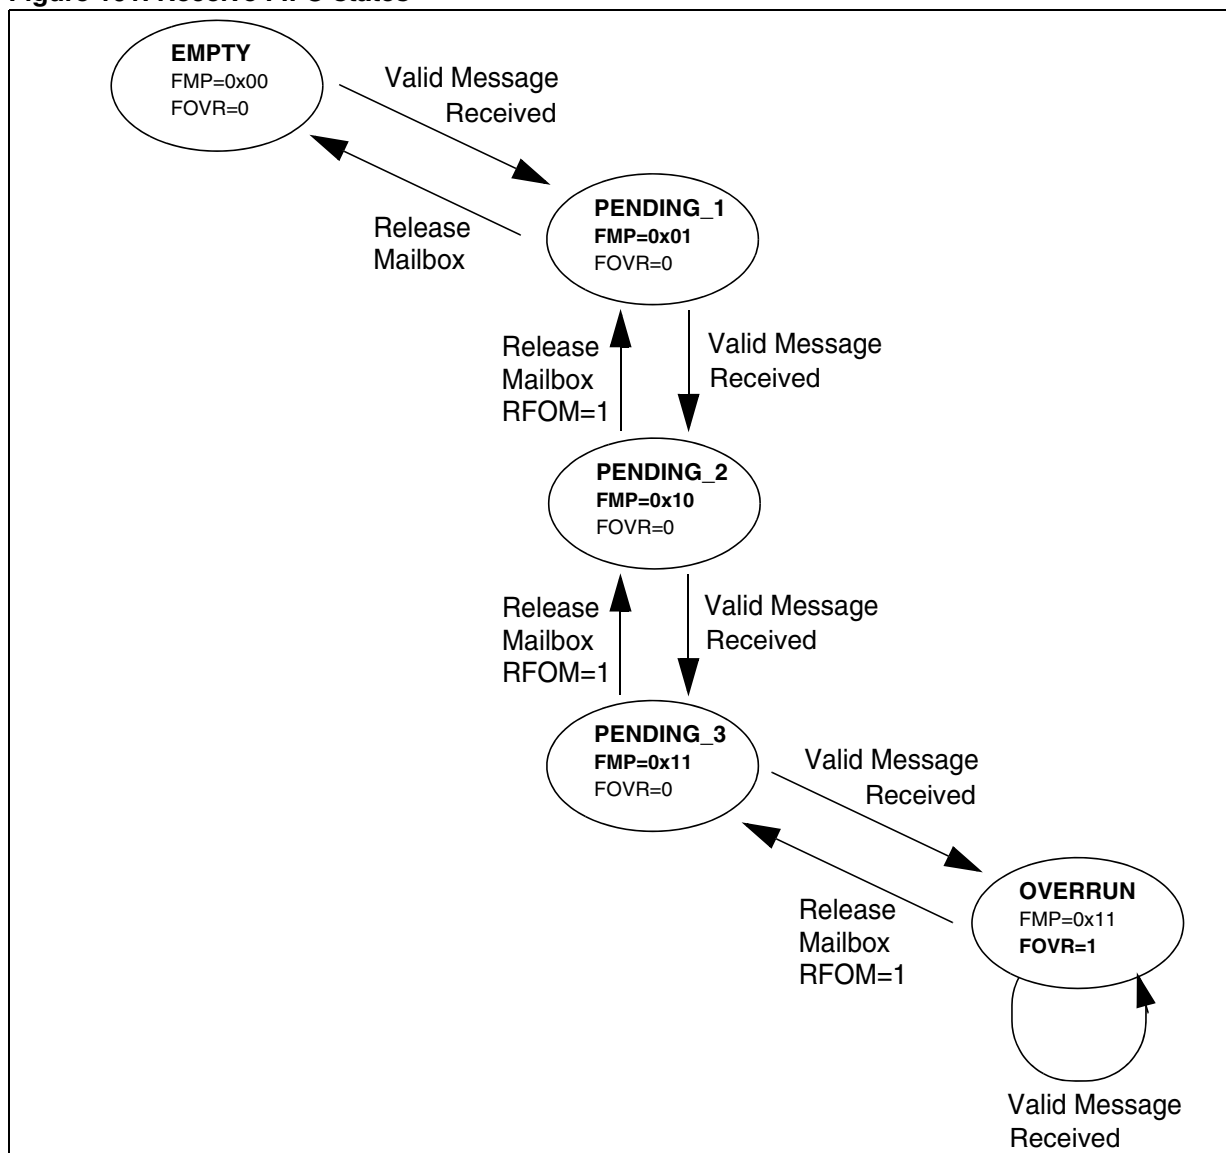 EMPTY
FMP=0x00
FOVR=0
Valid Message
Received
Release
Mailbox
PENDING_1
FMP=0x01
FOVR=0
Release
Mailbox
RFOM=1
Valid Message
Received
PENDING_2
FMP=0x10
FOVR=0
Release
Mailbox
RFOM=1
Valid Message
Received
PENDING_3
FMP=0x11
FOVR=0
Valid Message
Received
Release
Mailbox
RFOM=1
OVERRUN
FMP=0x11
FOVR=1
Valid Message
Received